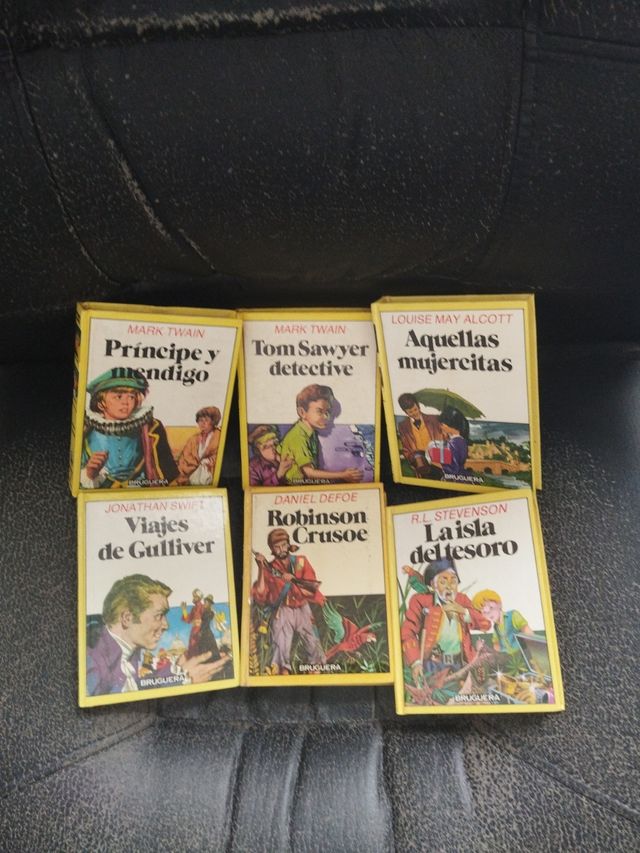 MARK TWAIN
Príncipe y
mendigo
BRUGUERA
MARK TWAIN
Tom Sawyer
detective
BRUGUERA
LOUISE MAY ALCOTT
Aquellas
mujercitas
BRUGUERA
JONATHAN SWIFT
Viajes
de Gulliver
BRUGUERA
DANIEL DEFOE
Robinson
Crusoe
BRUGUERA
R.L. STEVENSON
La isla
del tesoro
BRUGUERA